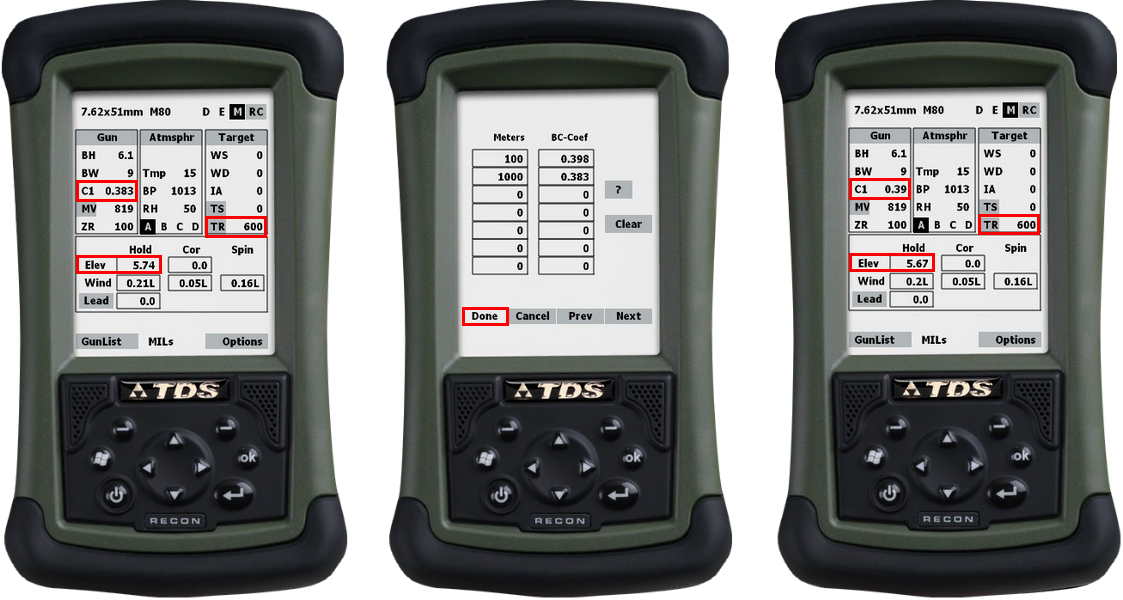 7.62x51mm M80 D E M RC
Gun Atmsphr Target
BH 6.1 WS 0
BW 9 Tmp 15 WD 0
C1 0.383 BP 1013 IA 0
MV 819 RH 50 TS 0
ZR 100 A B C D TR 600
Hold Cor Spin
Elev 5.74 0.0
Wind 0.21L 0.05L 0.16L
Lead 0.0
GunList MILs Options
TDS
ok
RECON
Meters BC-Coef
100 0.398
1000 0.383
0 0
?
0 0
0 0
Clear
0 0
0 0
Done Cancel Prev Next
TDS
ok
RECON
7.62x51mm M80 D E M RC
Gun Atmsphr Target
BH 6.1 WS 0
BW 9 Tmp 15 WD 0
C1 0.39 BP 1013 IA 0
MV 819 RH 50 TS 0
ZR 100 A B C D TR 600
Hold Cor Spin
Elev 5.67 0.0
Wind 0.2L 0.05L 0.16L
Lead 0.0
GunList MILs Options
TDS
ok
RECON